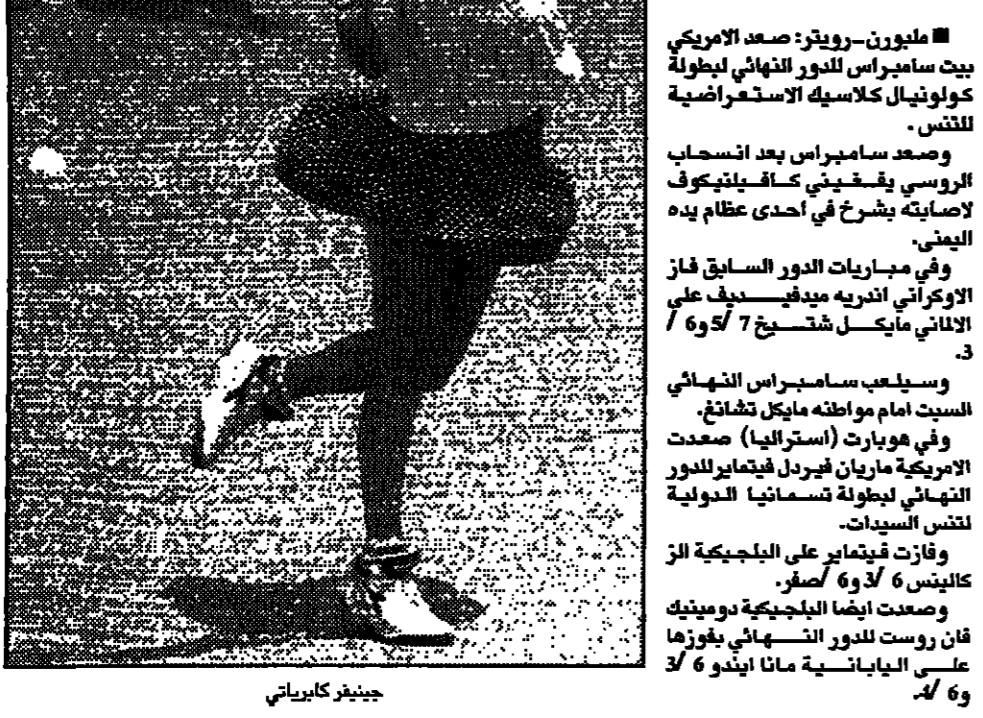 ■ ملبورن-رويتر: صعد الامريكي
بيت سامبراس للدور النهائي لبطولة
كولونيال كلاسيك الاستعراضية
للتنس.
وصعد سامبراس بعد انسحاب
الروسي يفغيني كافيلنيكوف
لاصابته بشرخ في احدى عظام يده
اليمنى.
وفي مباريات الدور السابق فاز
الاوكراني اندريه ميدفيديف على
الالماني مايكل شتيخ 7 /5 و6 /
3.
وسيلعب سامبراس النهائي
السبت امام مواطنه مايكل تشانغ.
وفي هوبارت (استراليا) صعدت
الامريكية ماريان فيردل فيتماير للدور
النهائي لبطولة تسمانيا الدولية
لتنس السيدات.
وفازت فيتماير على البلجيكية الز
كالينس 6 /3 و6 /صفر.
وصعدت ايضا البلجيكية دومينيك
فان روست للدور النهائي بفوزها
على اليابانية مانا ايندو 6 /3
و6 /4.
جينيفر كابرياتي